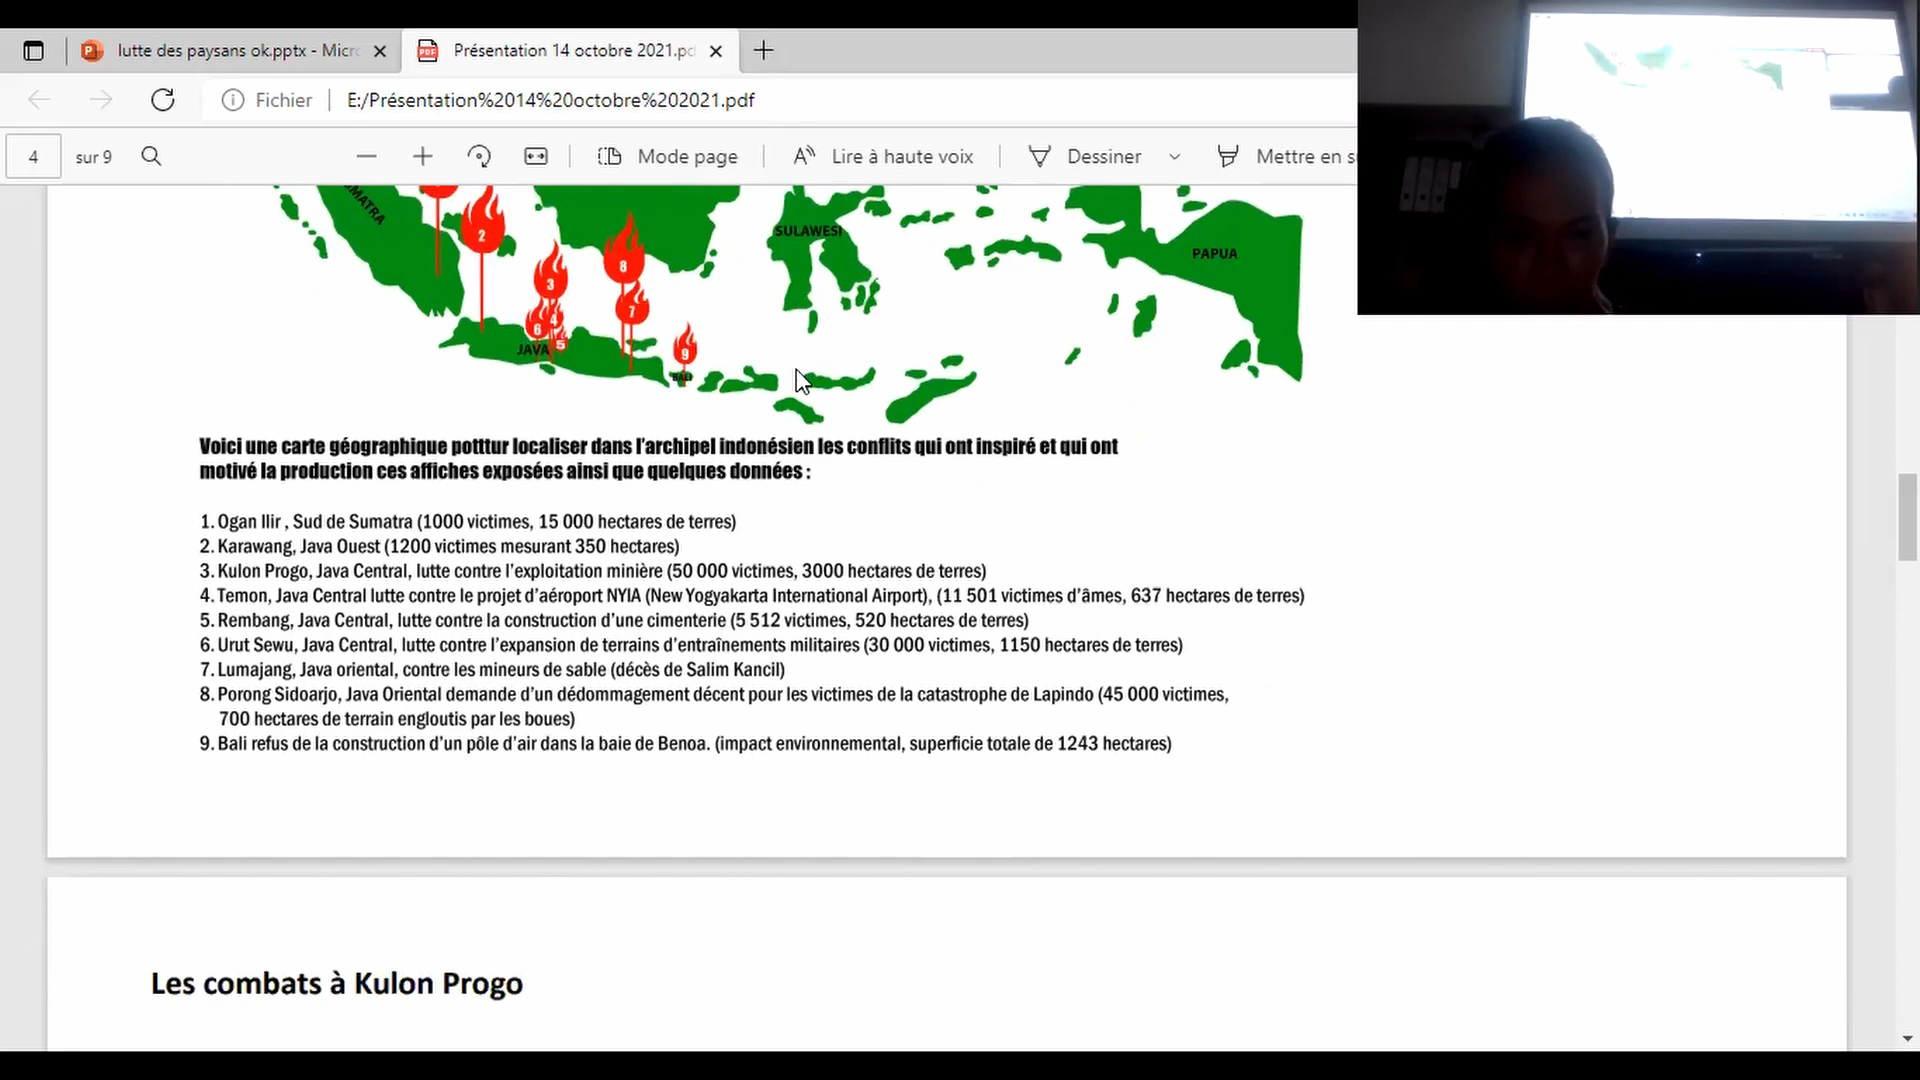 lutte des paysans ok.pptx - Micr
Présentation 14 octobre 2021.pd
Fichier
E:/Présentation%2014%20octobre%202021.pdf
4 sur 9
Mode page
Lire à haute voix
Dessiner
Mettre en s
SULAWESI
PAPUA
2
8
3
7
6
4
5
9
JAVA
BALI
Voici une carte géographique potttur localiser dans l'archipel indonésien les conflits qui ont inspiré et qui ont
motivé la production ces affiches exposées ainsi que quelques données :
1. Ogan Ilir , Sud de Sumatra (1000 victimes, 15 000 hectares de terres)
2. Karawang, Java Ouest (1200 victimes mesurant 350 hectares)
3. Kulon Progo, Java Central, lutte contre l'exploitation minière (50 000 victimes, 3000 hectares de terres)
4. Temon, Java Central lutte contre le projet d'aéroport NYIA (New Yogyakarta International Airport), (11 501 victimes d'âmes, 637 hectares de terres)
5. Rembang, Java Central, lutte contre la construction d'une cimenterie (5 512 victimes, 520 hectares de terres)
6. Urut Sewu, Java Central, lutte contre l'expansion de terrains d'entraînements militaires (30 000 victimes, 1150 hectares de terres)
7. Lumajang, Java oriental, contre les mineurs de sable (décès de Salim Kancil)
8. Porong Sidoarjo, Java Oriental demande d'un dédommagement décent pour les victimes de la catastrophe de Lapindo (45 000 victimes,
700 hectares de terrain engloutis par les boues)
9. Bali refus de la construction d'un pôle d'air dans la baie de Benoa. (impact environnemental, superficie totale de 1243 hectares)
Les combats à Kulon Progo